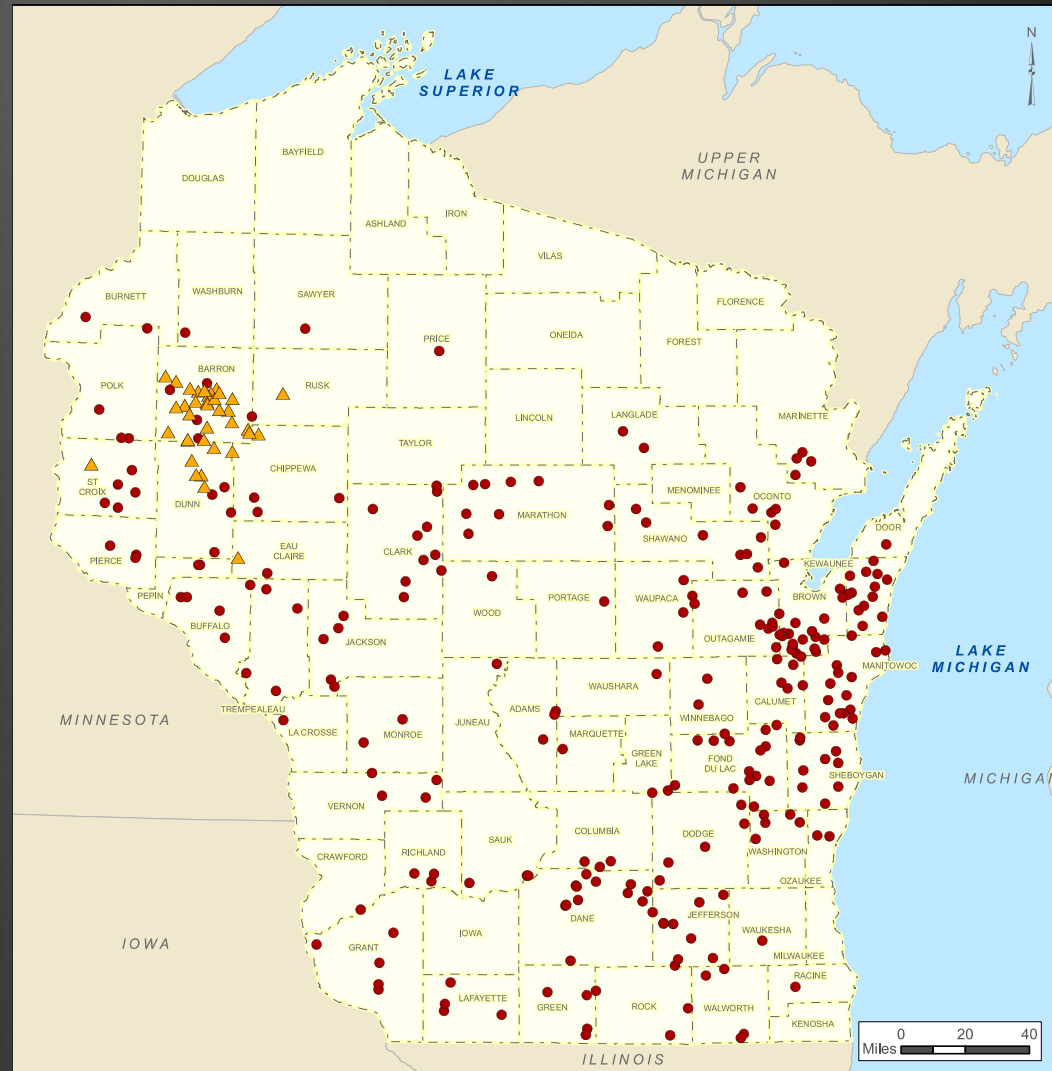 N
LAKE
SUPERIOR
UPPER
MICHIGAN
BAYFIELD
DOUGLAS
ASHLAND
IRON
VILAS
BURNETT
WASHBURN
SAWYER
FLORENCE
PRICE
ONEIDA
FOREST
BARRON
POLK
RUSK
LINCOLN
LANGLADE
MARINETTE
TAYLOR
CHIPPEWA
ST
CROIX
DUNN
MENOMINEE
OCONTO
MARATHON
DOOR
SHAWANO
EAU
CLAIRE
CLARK
PIERCE
KEWAUNEE
PEPIN
BROWN
PORTAGE
WAUPACA
WOOD
BUFFALO
OUTAGAMIE
JACKSON
LAKE
MICHIGAN
MANITOWOC
WAUSHARA
CALUMET
TREMPEALEAU
ADAMS
MINNESOTA
WINNEBAGO
JUNEAU
LA CROSSE
MONROE
MARQUETTE
GREEN
LAKE
FOND
DU LAC
SHEBOYGAN
MICHIGAN
VERNON
COLUMBIA
DODGE
SAUK
WASHINGTON
CRAWFORD
RICHLAND
OZAUKEE
DANE
JEFFERSON
IOWA
GRANT
IOWA
WAUKESHA
MILWAUKEE
RACINE
LAFAYETTE
GREEN
ROCK
WALWORTH
KENOSHA
0 20 40
Miles
ILLINOIS